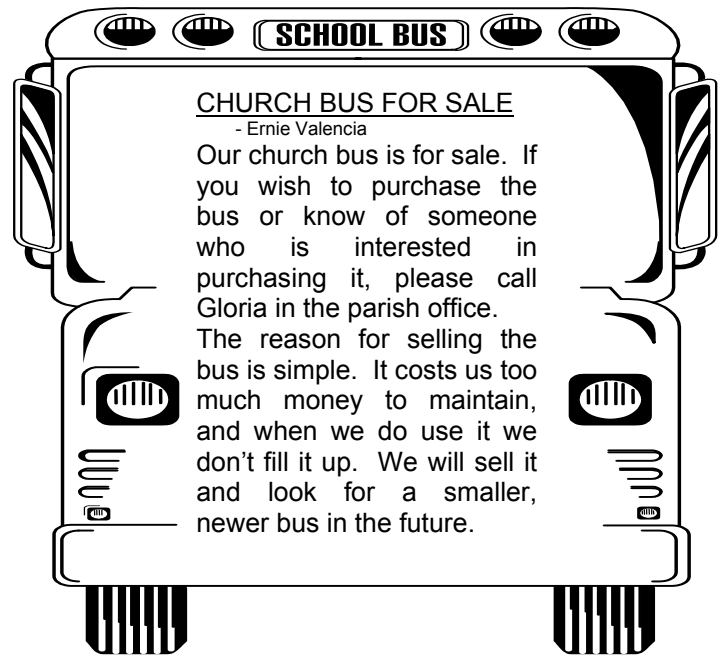 SCHOOL BUS
CHURCH BUS FOR SALE
- Ernie Valencia
Our church bus is for sale. If
you wish to purchase the
bus or know of someone
who is interested in
purchasing it, please call
Gloria in the parish office.
The reason for selling the
bus is simple. It costs us too
much money to maintain,
and when we do use it we
don't fill it up. We will sell it
and look for a smaller,
newer bus in the future.